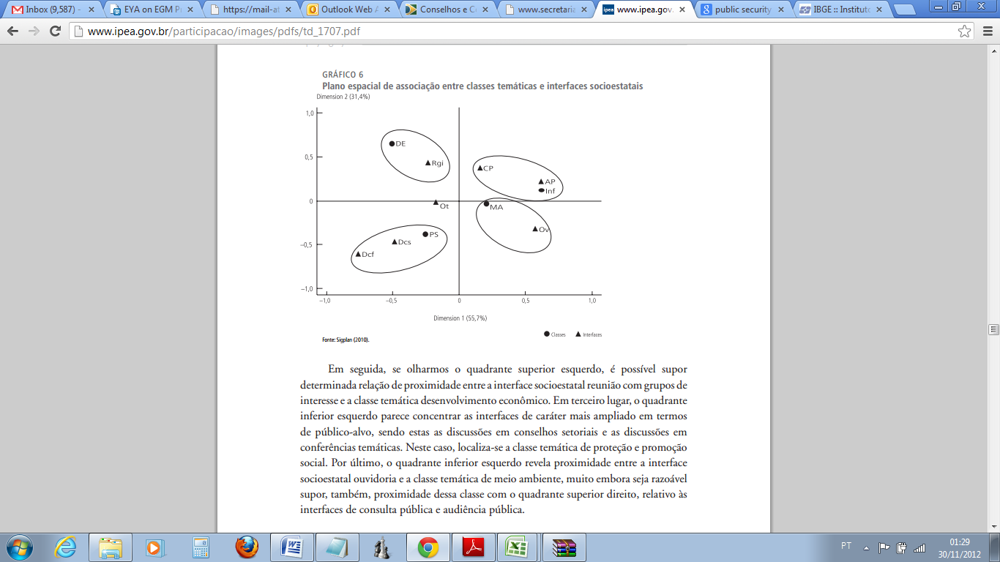 Inbox (9,587) -
EYA on EGM P
https://mail-at
Outlook Web A
Conselhos e C
www.secretaria
ipea www.ipea.gov.
public security
IBGE :: Instituto
www.ipea.gov.br/participacao/images/pdfs/td_1707.pdf
GRÁFICO 6
Plano espacial de associação entre classes temáticas e interfaces socioestatais
Dimension 2 (31,4%)
1,0
DE
0,5
Rgi
CP
AP
Inf
0
Ot
MA
Ov
PS
–0,5
Dcs
Dcf
–1,0
–1,0 –0,5 0 0,5 1,0
Dimension 1 (55,7%)
Classes Interfaces
Fonte: Sigplan (2010).
Em seguida, se olharmos o quadrante superior esquerdo, é possível supor
determinada relação de proximidade entre a interface socioestatal reunião com grupos de
interesse e a classe temática desenvolvimento econômico. Em terceiro lugar, o quadrante
inferior esquerdo parece concentrar as interfaces de caráter mais ampliado em termos
de público-alvo, sendo estas as discussões em conselhos setoriais e as discussões em
conferências temáticas. Neste caso, localiza-se a classe temática de proteção e promoção
social. Por último, o quadrante inferior esquerdo revela proximidade entre a interface
socioestatal ouvidoria e a classe temática de meio ambiente, muito embora seja razoável
supor, também, proximidade dessa classe com o quadrante superior direito, relativo às
interfaces de consulta pública e audiência pública.
PT
01:29
30/11/2012